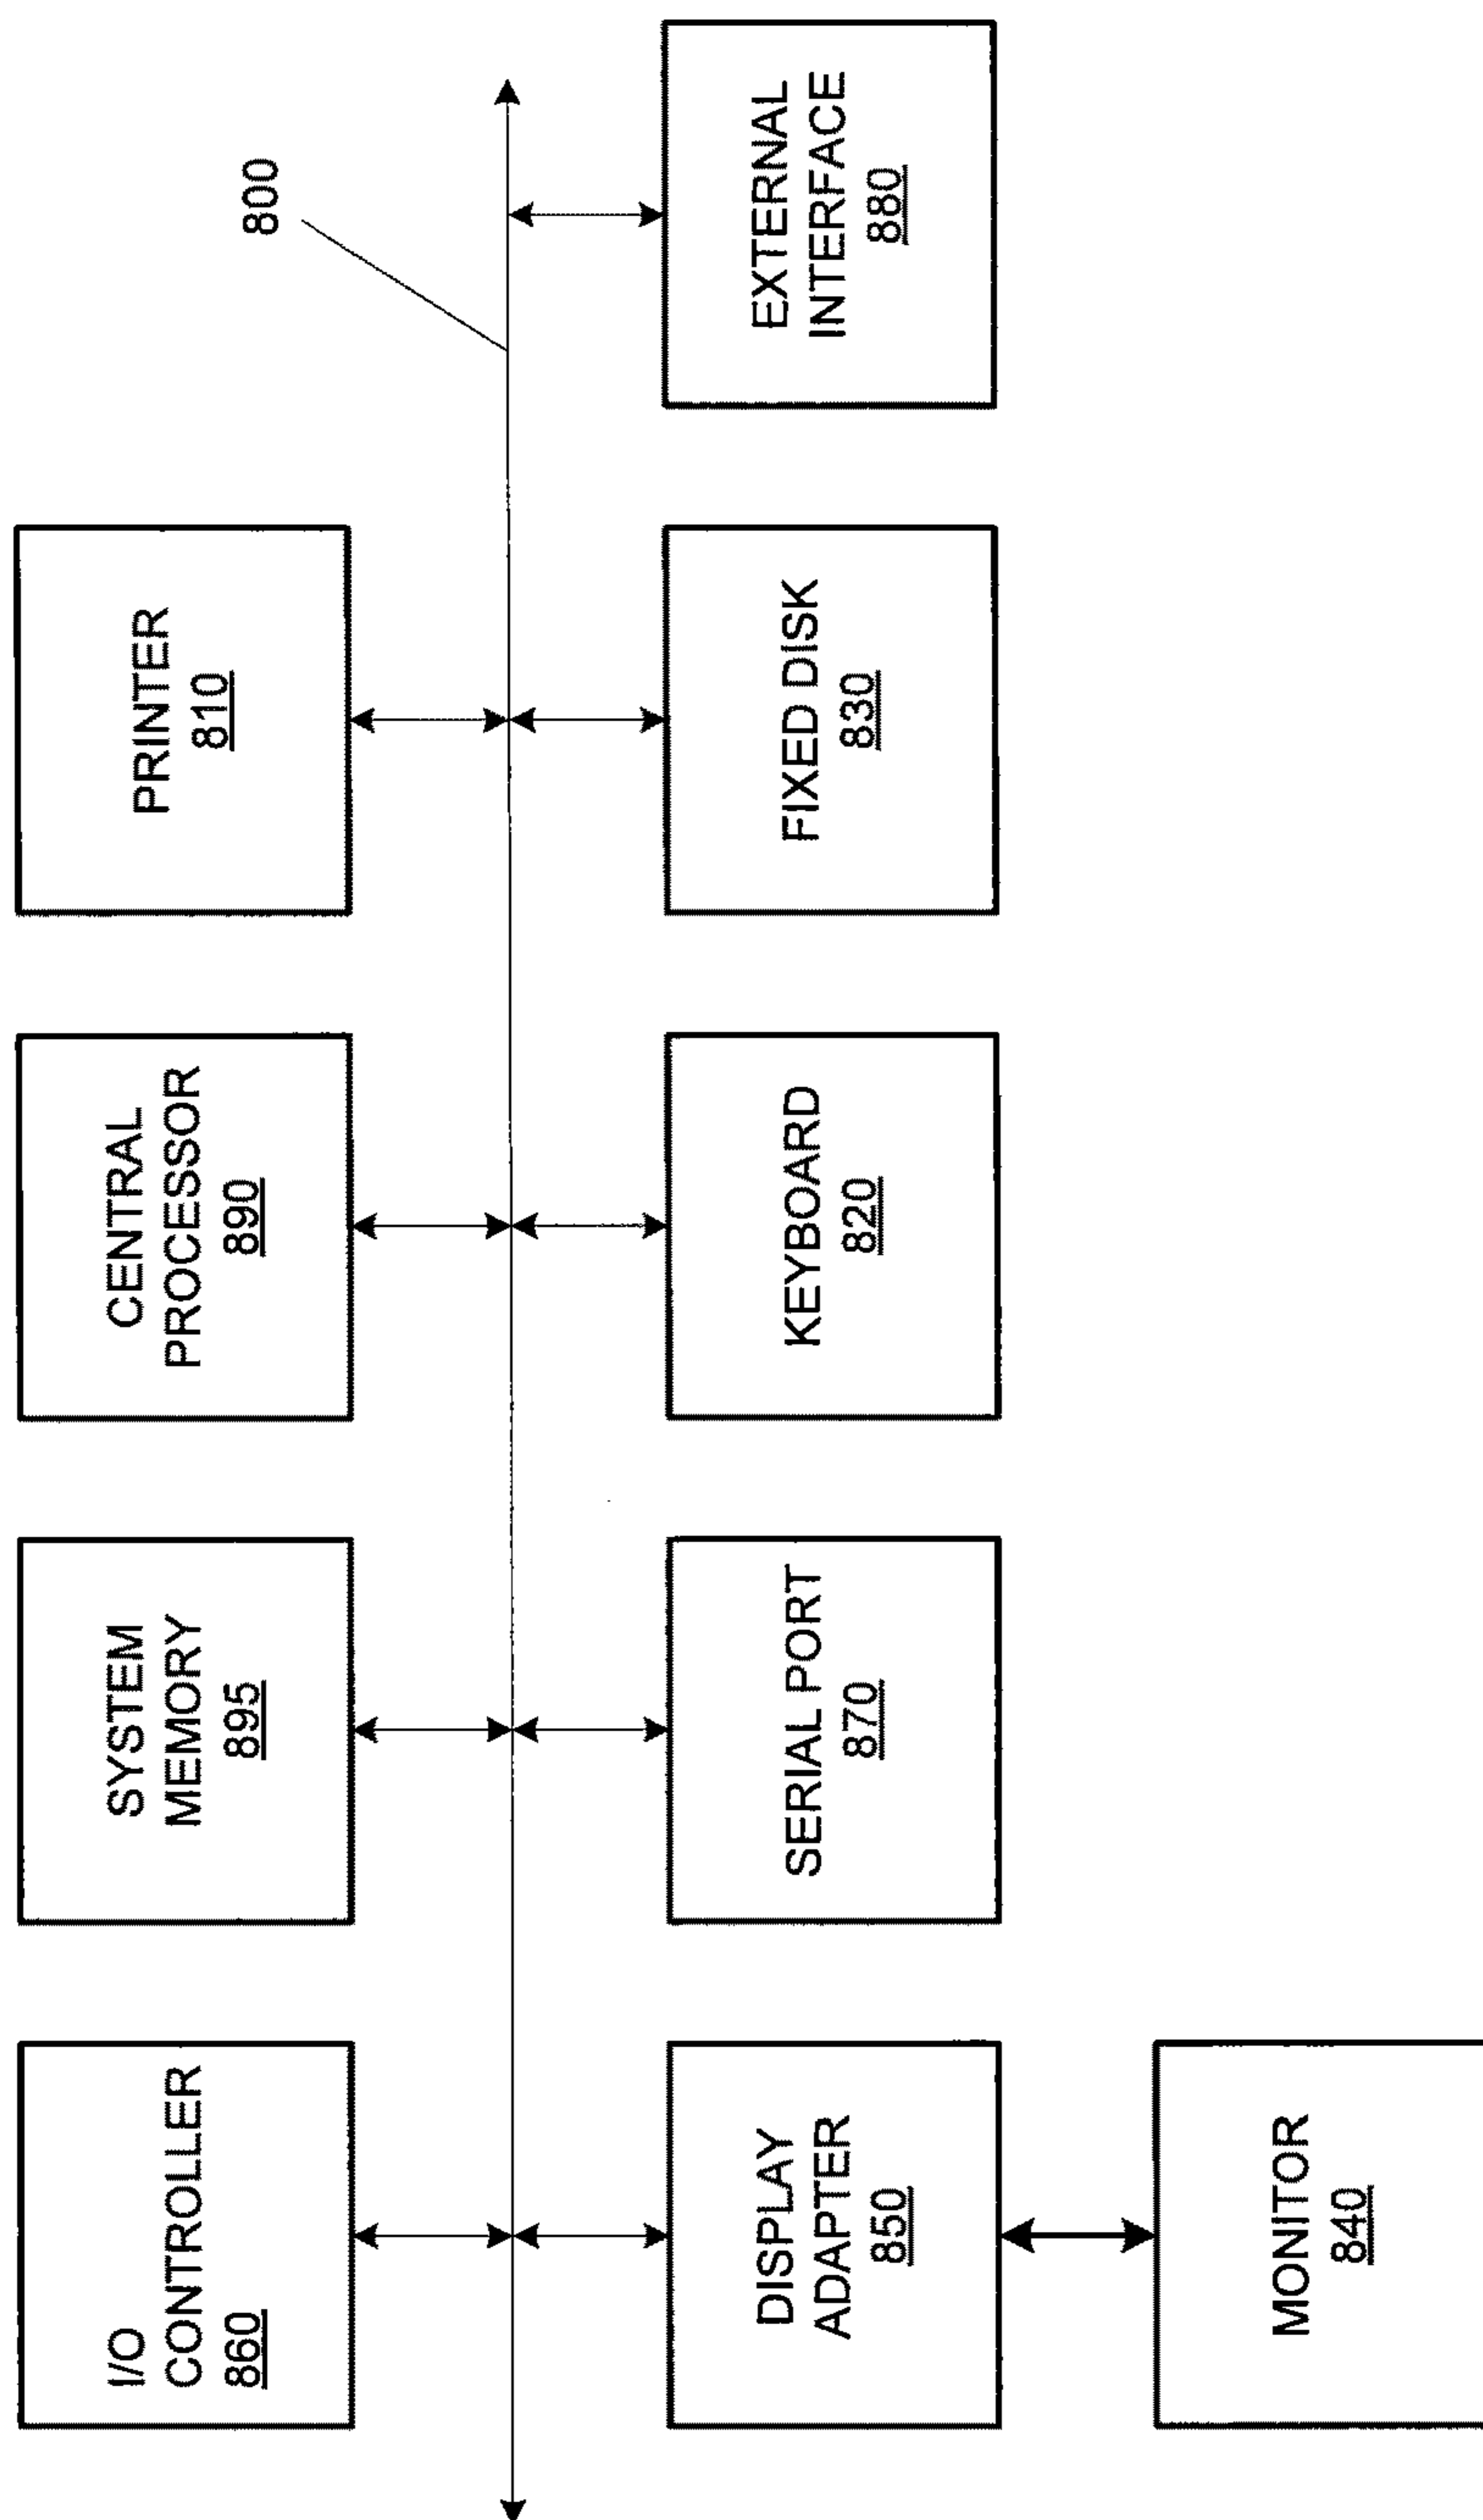 I/O
CONTROLLER
860
SYSTEM
MEMORY
895
CENTRAL
PROCESSOR
890
PRINTER
810
800
DISPLAY
ADAPTER
850
SERIAL PORT
870
KEYBOARD
820
FIXED DISK
830
EXTERNAL
INTERFACE
880
MONITOR
840